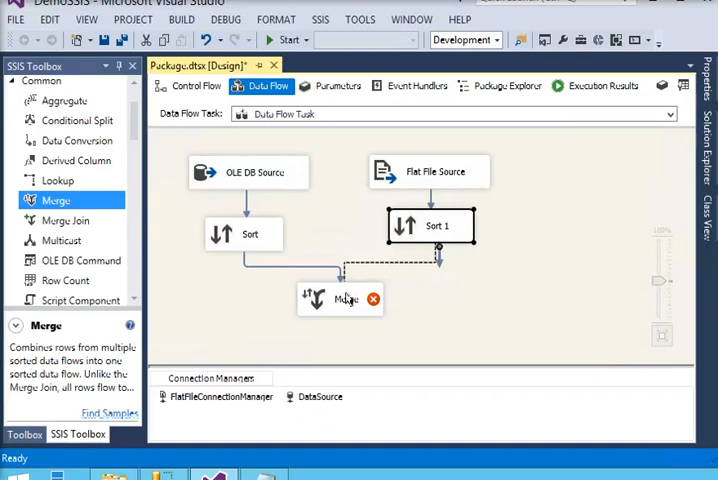 DemoSSIS - Microsoft Visual Studio
FILE EDIT VIEW PROJECT BUILD DEBUG FORMAT SSIS TOOLS WINDOW HELP
Start Development
SSIS Toolbox
Common
Aggregate
Conditional Split
Data Conversion
Derived Column
Lookup
Merge
Merge Join
Multicast
OLE DB Command
Row Count
Script Component
Merge
Combines rows from multiple
sorted data flows into one
sorted data flow. Unlike the
Merge Join, all rows flow to...
Find Samples
Toolbox SSIS Toolbox
Package.dtsx [Design]*
Control Flow Data Flow Parameters Event Handlers Package Explorer Execution Results
Data Flow Task: Data Flow Task
OLE DB Source Flat File Source
Sort Sort 1
Merge
100%
Connection Managers
FlatFileConnectionManager DataSource
Properties
Solution Explorer
Class View
Ready